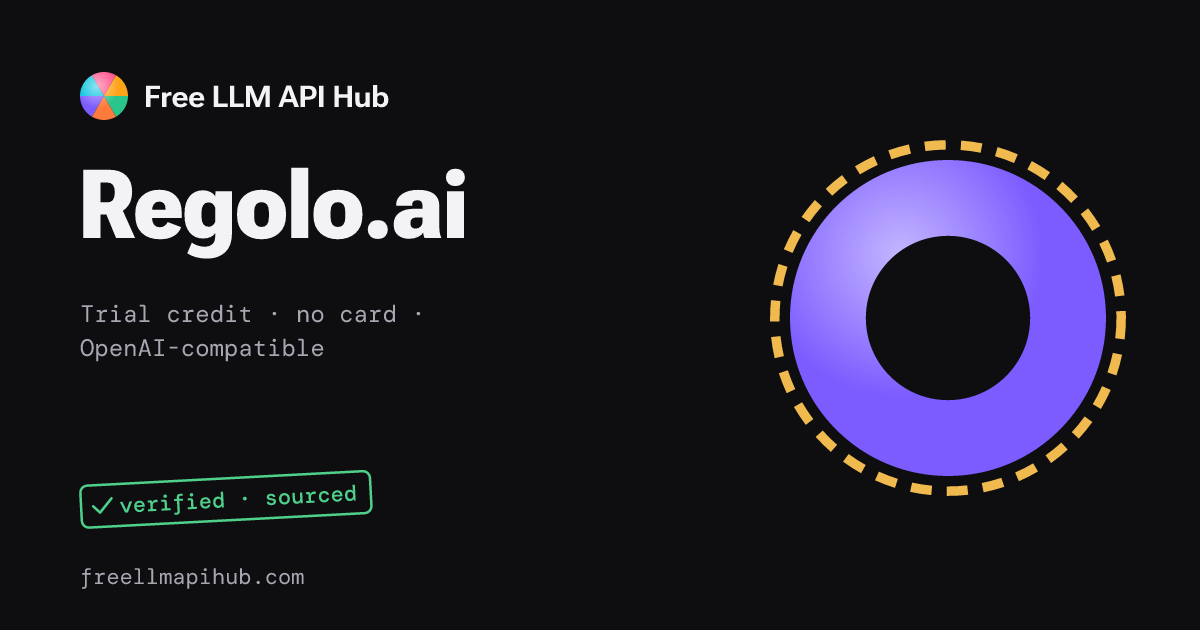 Free LLM API Hub
Regolo.ai
Trial credit · no card ·
OpenAI-compatible
✓ verified · sourced
freellmapihub.com